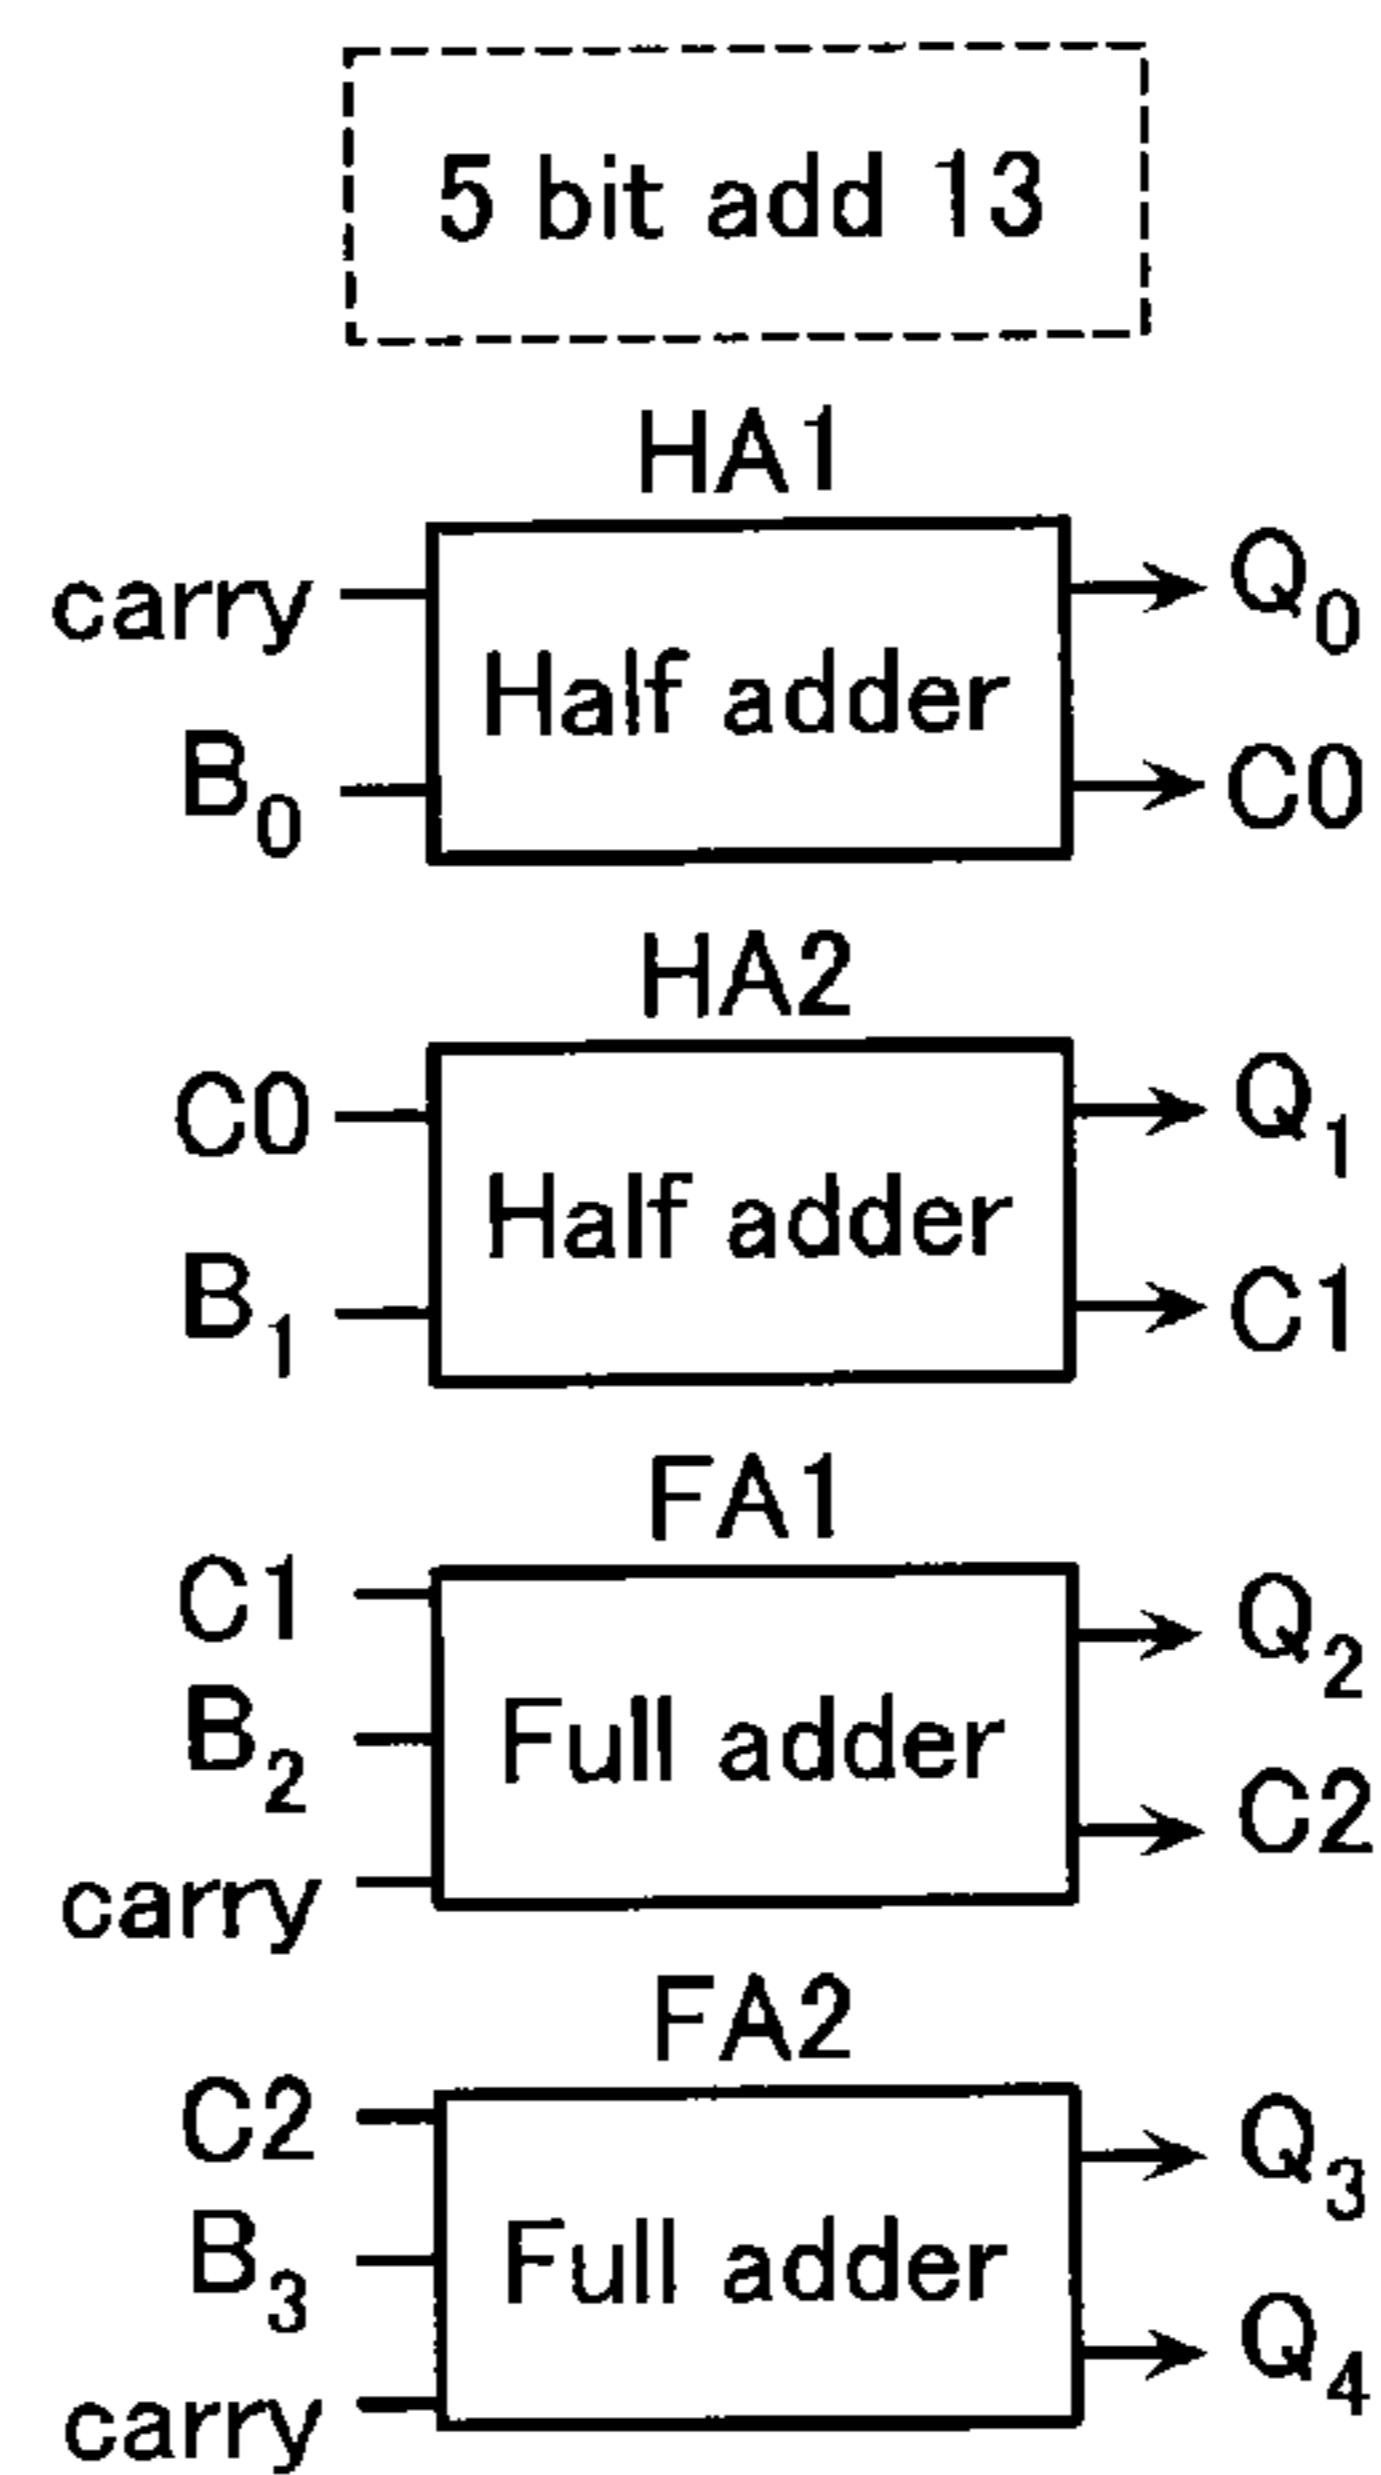 5 bit add 13
HA1
carry
B0
Half adder
Q0
C0
HA2
C0
B1
Half adder
Q1
C1
FA1
C1
B2
carry
Full adder
Q2
C2
FA2
C2
B3
carry
Full adder
Q3
Q4